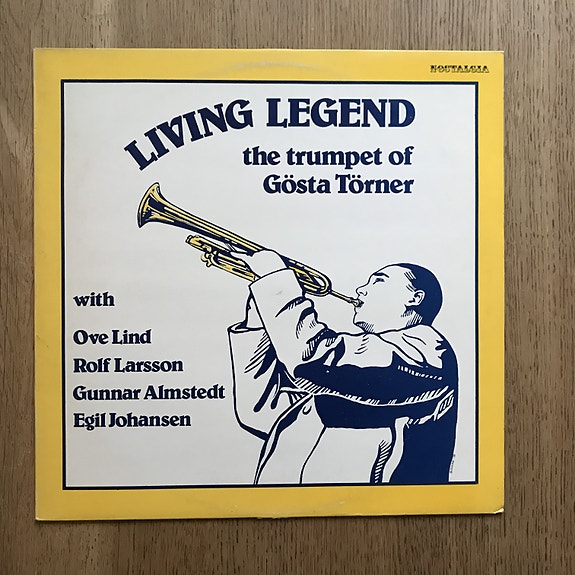 NOSTALGIA
LIVING LEGEND
the trumpet of
Gösta Törner
with
Ove Lind
Rolf Larsson
Gunnar Almstedt
Egil Johansen